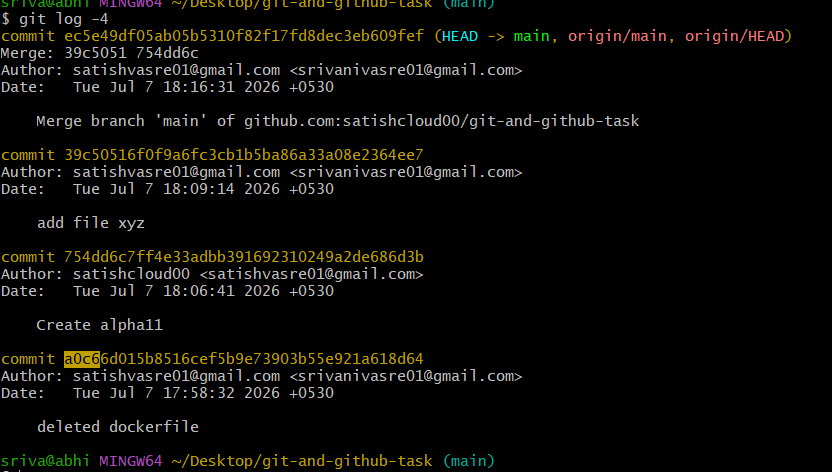 sriva@abhi MINGW64 ~/Desktop/git-and-github-task (main)
$ git log -4
commit ec5e49df05ab05b5310f82f17fd8dec3eb609fef (HEAD -> main, origin/main, origin/HEAD)
Merge: 39c5051 754dd6c
Author: satishvasre01@gmail.com <srivanivasre01@gmail.com>
Date:   Tue Jul 7 18:16:31 2026 +0530
    Merge branch 'main' of github.com:satishcloud00/git-and-github-task
commit 39c50516f0f9a6fc3cb1b5ba86a33a08e2364ee7
Author: satishvasre01@gmail.com <srivanivasre01@gmail.com>
Date:   Tue Jul 7 18:09:14 2026 +0530
    add file xyz
commit 754dd6c7ff4e33adbb391692310249a2de686d3b
Author: satishcloud00 <satishvasre01@gmail.com>
Date:   Tue Jul 7 18:06:41 2026 +0530
    Create alpha11
commit a0c66d015b8516cef5b9e73903b55e921a618d64
Author: satishvasre01@gmail.com <srivanivasre01@gmail.com>
Date:   Tue Jul 7 17:58:32 2026 +0530
    deleted dockerfile
sriva@abhi MINGW64 ~/Desktop/git-and-github-task (main)